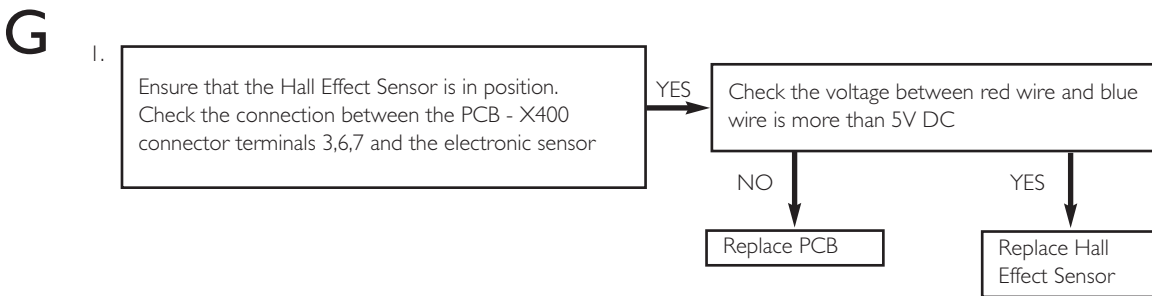 G
1.
Ensure that the Hall Effect Sensor is in position.
Check the connection between the PCB - X400
connector terminals 3,6,7 and the electronic sensor
YES
Check the voltage between red wire and blue
wire is more than 5V DC
NO
YES
Replace PCB
Replace Hall
Effect Sensor